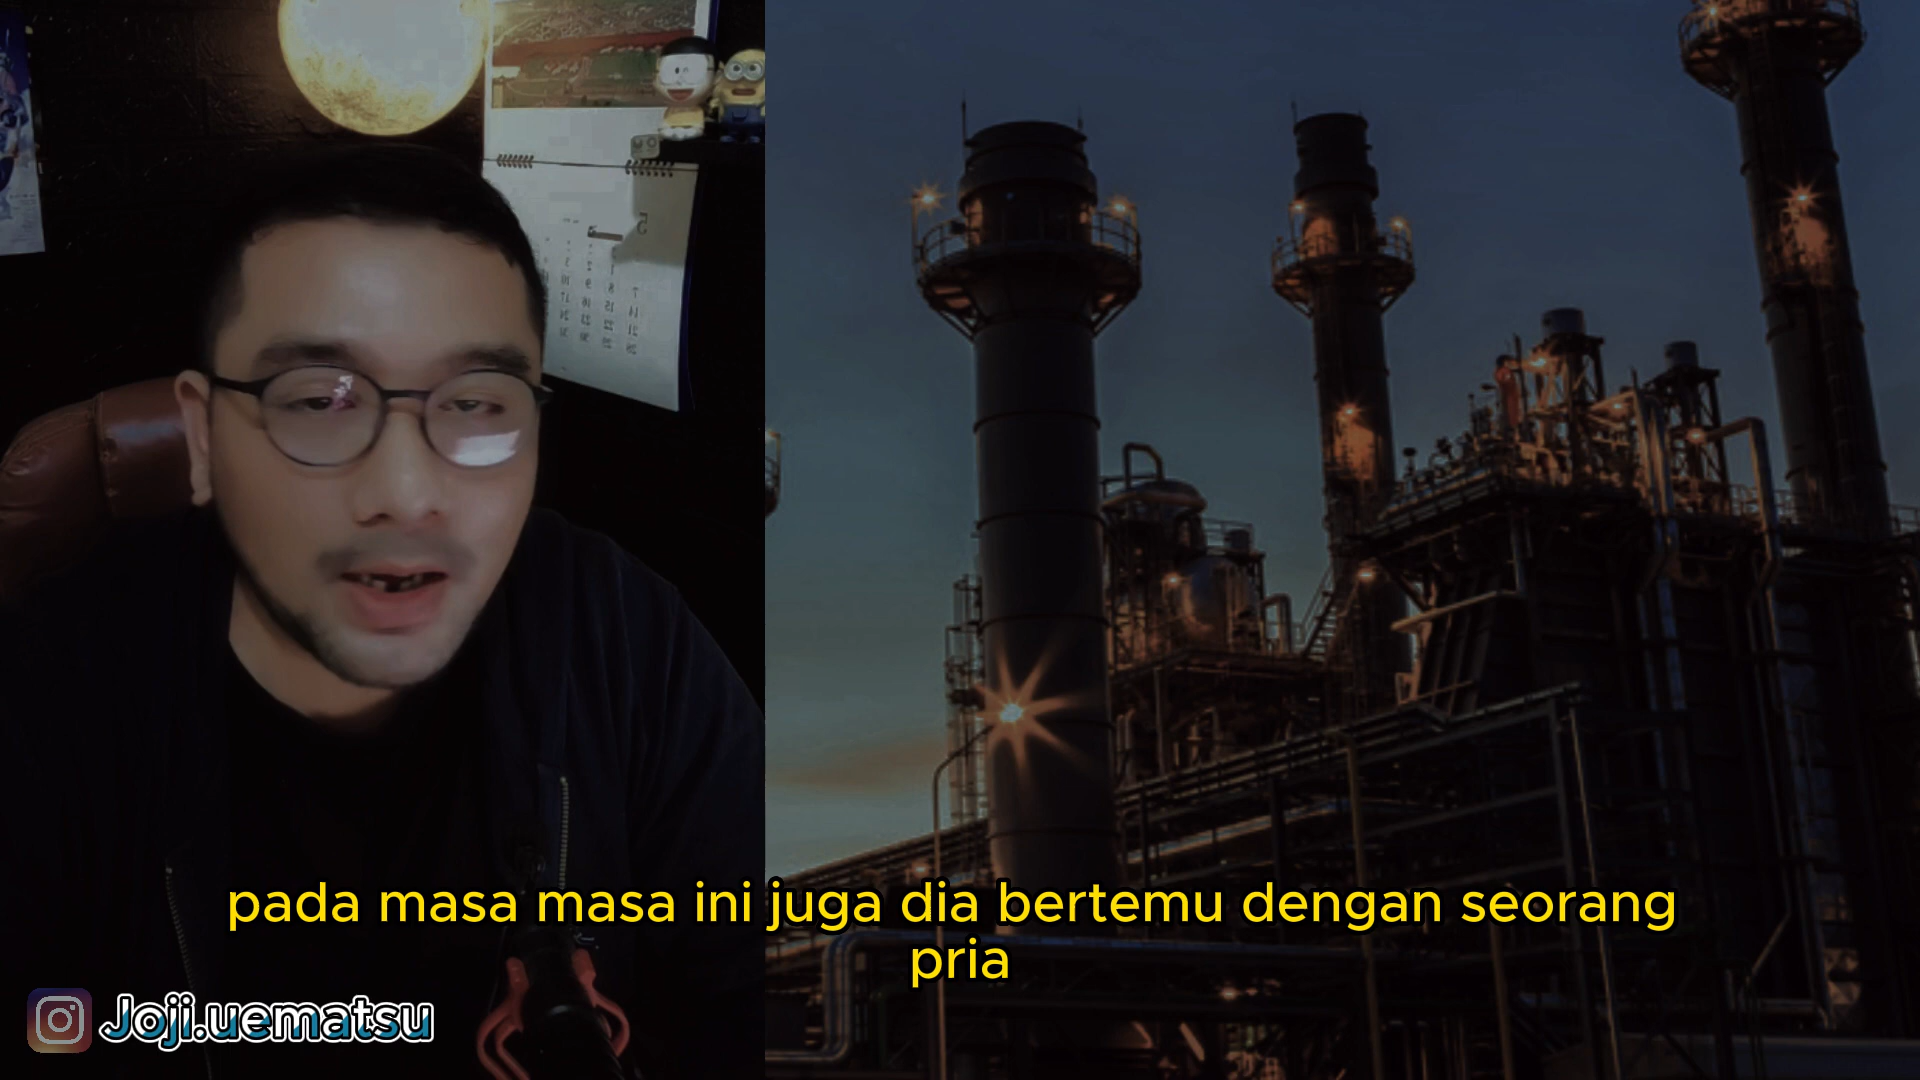 pada masa masa ini juga dia bertemu dengan seorang
pria
Joji.uematsu